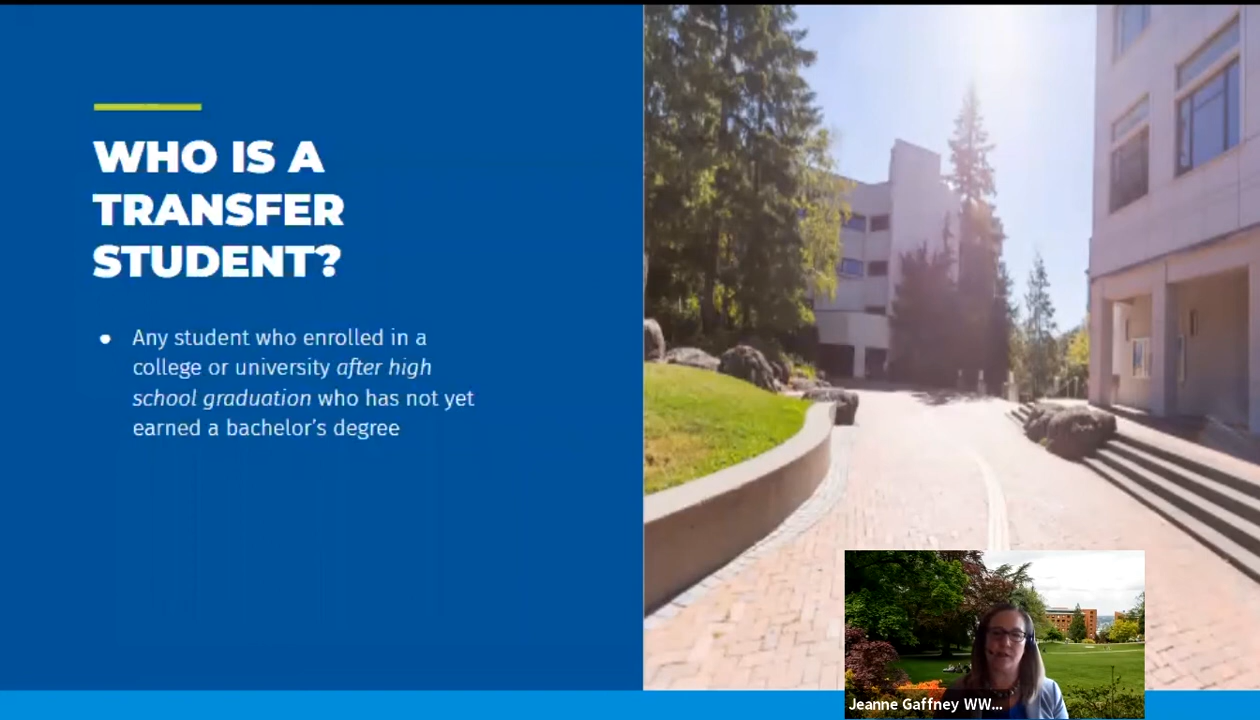 WHO IS A
TRANSFER
STUDENT?
● Any student who enrolled in a
college or university after high
school graduation who has not yet
earned a bachelor's degree
Jeanne Gaffney WW...